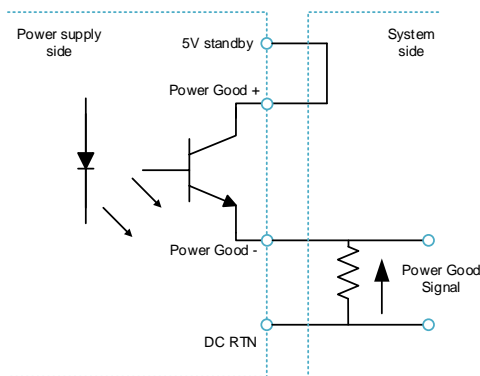 Power supply
side
5V standby
System
side
Power Good +
Power Good -
Power Good
Signal
DC RTN